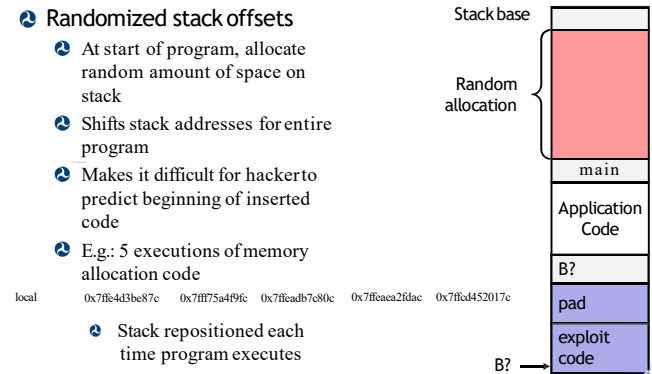 Randomized stack offsets
At start of program, allocate
random amount of space on
stack
Shifts stack addresses for entire
program
Makes it difficult for hacker to
predict beginning of inserted
code
E.g.: 5 executions of memory
allocation code
local 0x7ffe4d3be87c 0x7fff75a4f9fc 0x7ffeadb7c80c 0x7ffeaea2fdac 0x7ffcd452017c
Stack repositioned each
time program executes
Stack base
Random
allocation
main
Application
Code
B?
pad
exploit
code
B?